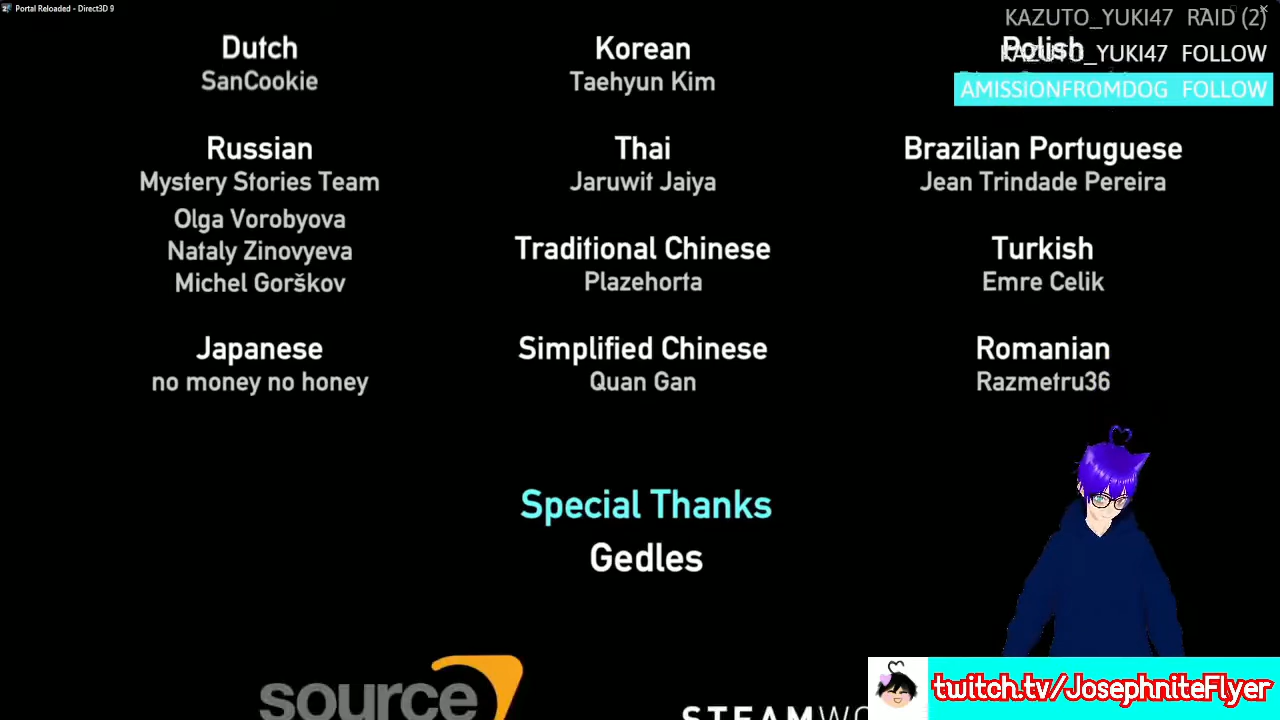 Portal Reloaded - Direct3D 9
KAZUTO_YUKI47 RAID (2)
KAZUTO_YUKI47 FOLLOW
AMISSIONFROMDOG FOLLOW
Dutch
SanCookie
Korean
Taehyun Kim
Polish
Russian
Mystery Stories Team
Olga Vorobyova
Nataly Zinovyeva
Michel Gorškov
Thai
Jaruwit Jaiya
Brazilian Portuguese
Jean Trindade Pereira
Traditional Chinese
Plazehorta
Turkish
Emre Celik
Japanese
no money no honey
Simplified Chinese
Quan Gan
Romanian
Razmetru36
Special Thanks
Gedles
source
STEAMWO
twitch.tv/JosephniteFlyer